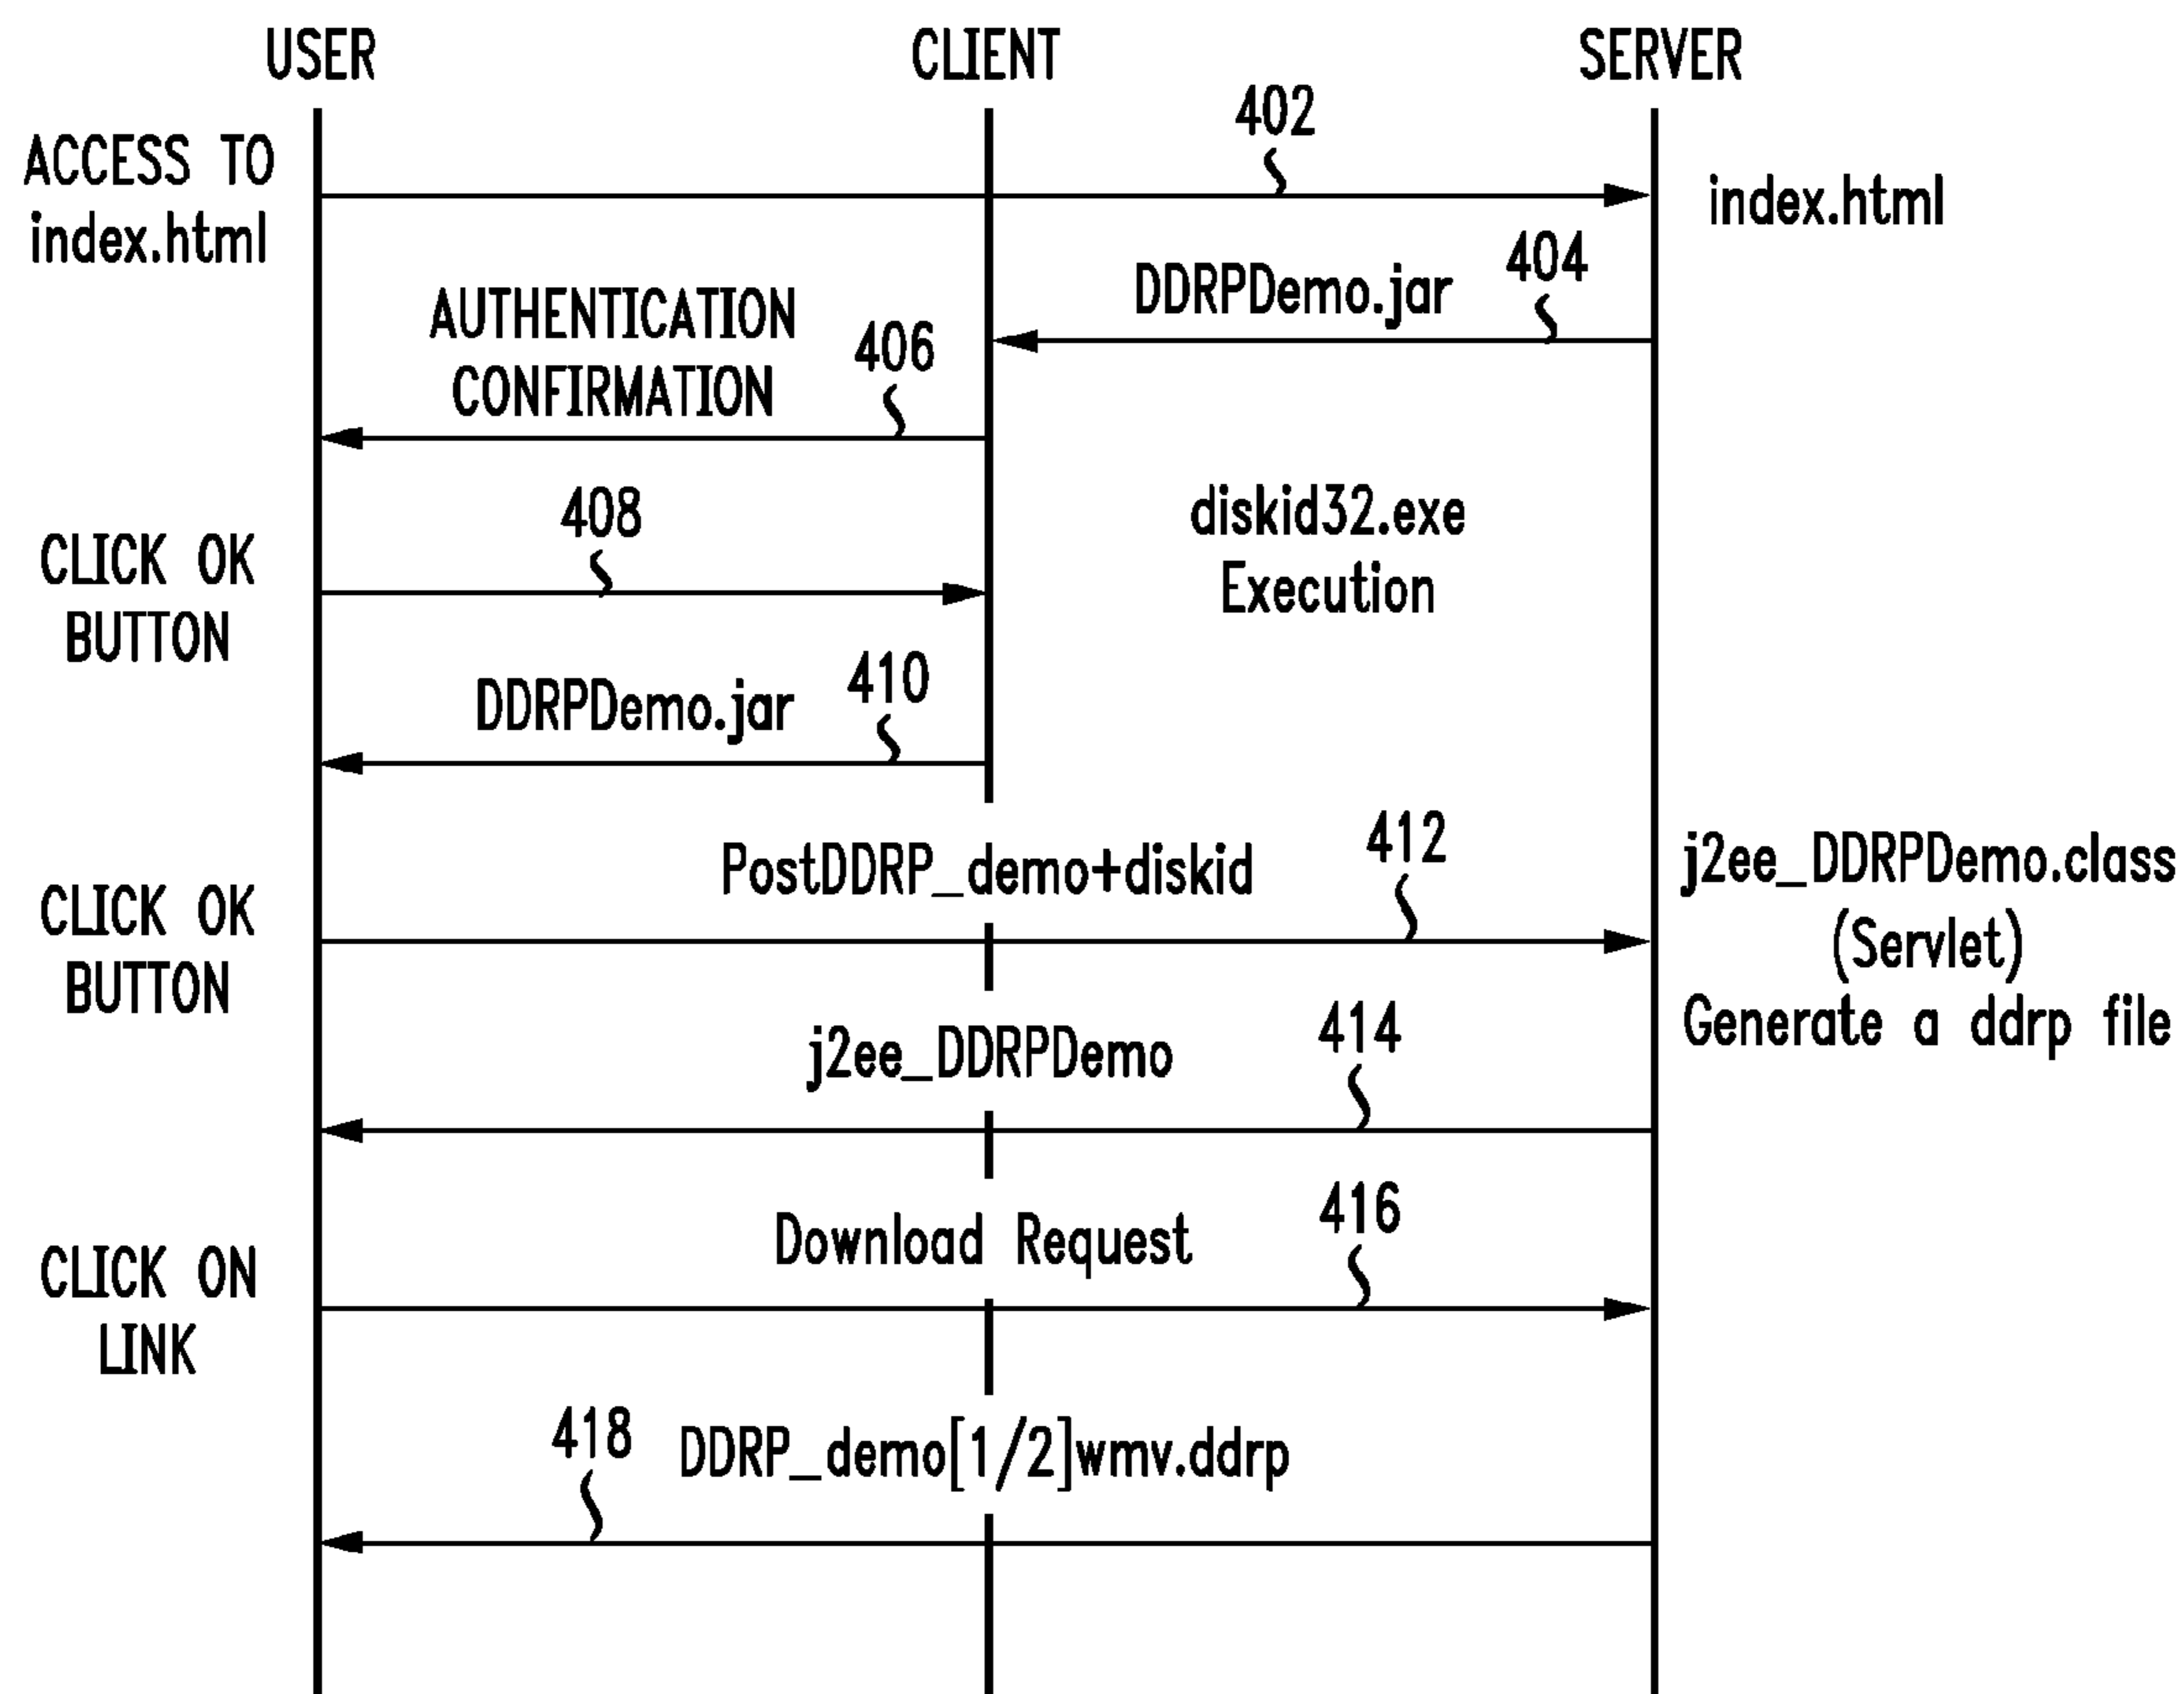 USER
CLIENT
SERVER
402
ACCESS TO
index.html
index.html
404
DDRPDemo.jar
AUTHENTICATION
CONFIRMATION
406
408
diskid32.exe
Execution
CLICK OK
BUTTON
410
DDRPDemo.jar
412
PostDDRP_demo+diskid
j2ee_DDRPDemo.class
(Servlet)
Generate a ddrp file
CLICK OK
BUTTON
414
j2ee_DDRPDemo
416
Download Request
CLICK ON
LINK
418
DDRP_demo[1/2]wmv.ddrp